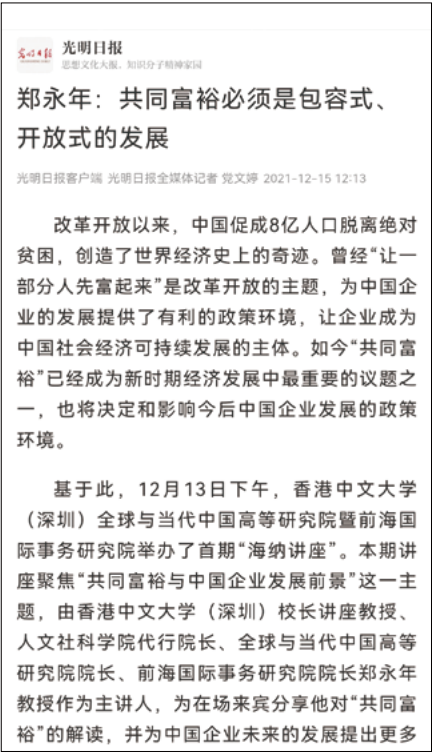 光明日报
光明日报
思想文化大报，知识分子精神家园
郑永年：共同富裕必须是包容式、
开放式的发展
光明日报客户端 光明日报全媒体记者 党文婷 2021-12-15 12:13
改革开放以来，中国促成8亿人口脱离绝对
贫困，创造了世界经济史上的奇迹。曾经“让一
部分人先富起来”是改革开放的主题，为中国企
业的发展提供了有利的政策环境，让企业成为
中国社会经济可持续发展的主体。如今“共同富
裕”已经成为新时期经济发展中最重要的议题之
一，也将决定和影响今后中国企业发展的政策
环境。
基于此，12月13日下午，香港中文大学
（深圳）全球与当代中国高等研究院暨前海国
际事务研究院举办了首期“海纳讲座”。本期讲
座聚焦“共同富裕与中国企业发展前景”这一主
题，由香港中文大学（深圳）校长讲座教授、
人文社科学院代行院长、全球与当代中国高等
研究院院长、前海国际事务研究院院长郑永年
教授作为主讲人，为在场来宾分享他对“共同富
裕”的解读，并为中国企业未来的发展提出更多